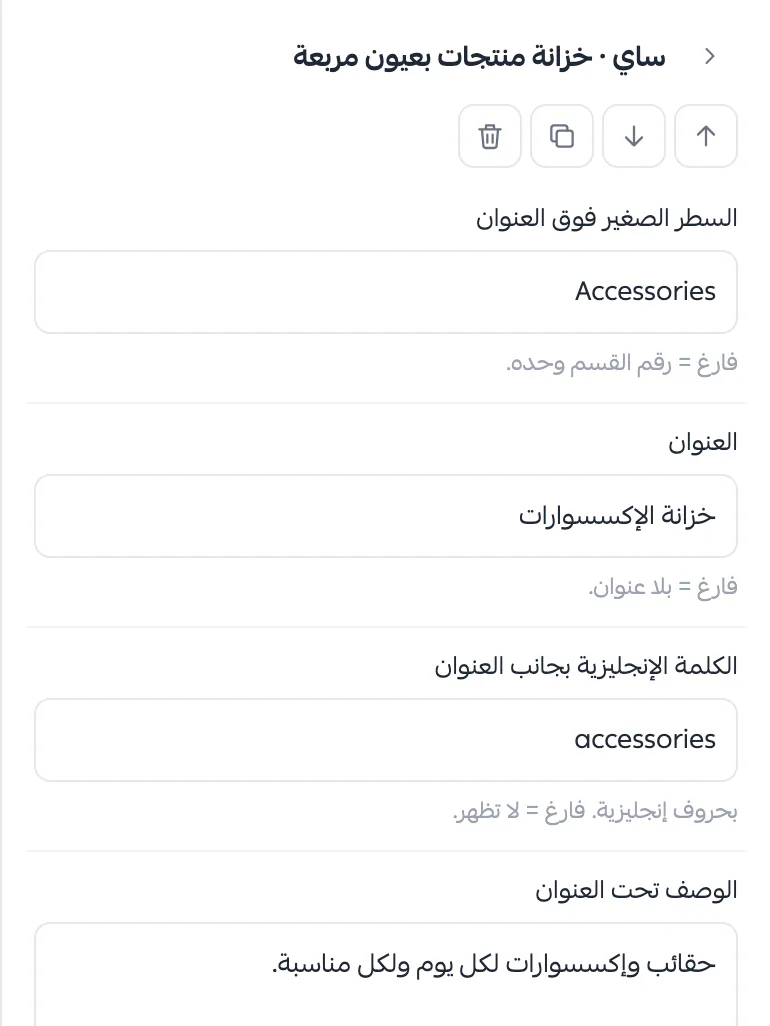 ساي · خزانة منتجات بعيون مربعة
السطر الصغير فوق العنوان
Accessories
فارغ = رقم القسم وحده.
العنوان
خزانة الإكسسوارات
فارغ = بلا عنوان.
الكلمة الإنجليزية بجانب العنوان
accessories
بحروف إنجليزية. فارغ = لا تظهر.
الوصف تحت العنوان
حقائب وإكسسوارات لكل يوم ولكل مناسبة.